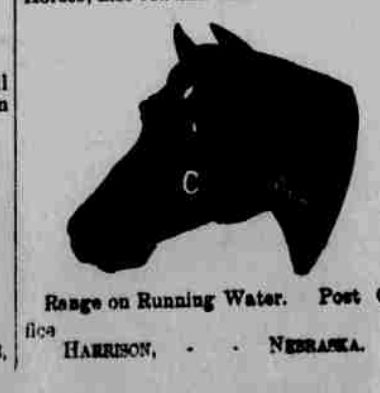 C
Range on Running Water. Post
fice
HARRISON, - - NEBRASKA.